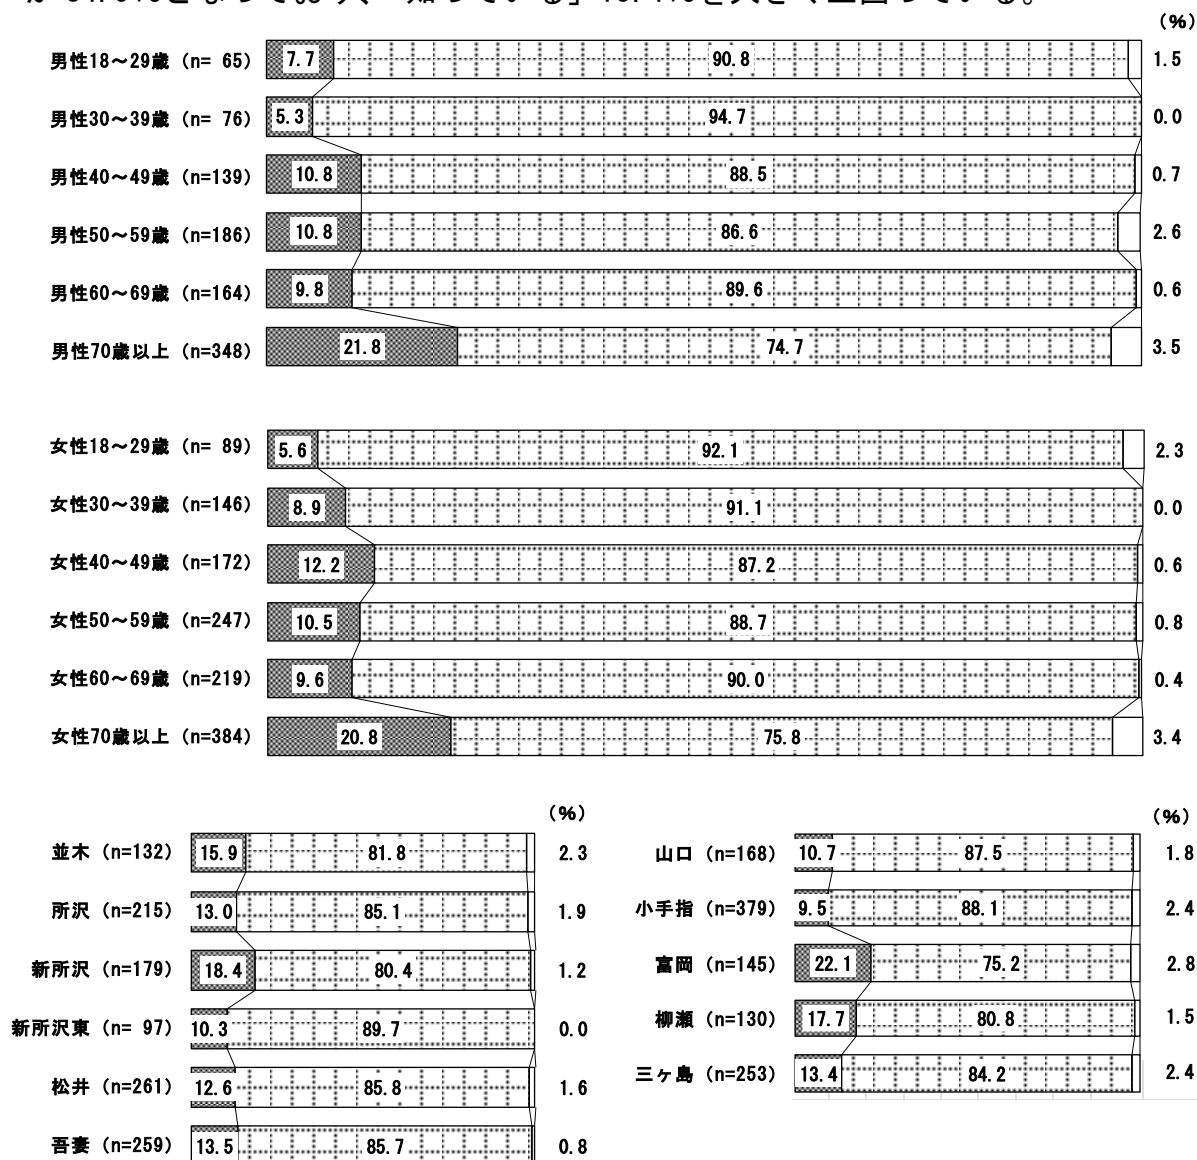 (%)
男性18～29歳 (n= 65) 7.7 90.8 1.5
男性30～39歳 (n= 76) 5.3 94.7 0.0
男性40～49歳 (n=139) 10.8 88.5 0.7
男性50～59歳 (n=186) 10.8 86.6 2.6
男性60～69歳 (n=164) 9.8 89.6 0.6
男性70歳以上 (n=348) 21.8 74.7 3.5
女性18～29歳 (n= 89) 5.6 92.1 2.3
女性30～39歳 (n=146) 8.9 91.1 0.0
女性40～49歳 (n=172) 12.2 87.2 0.6
女性50～59歳 (n=247) 10.5 88.7 0.8
女性60～69歳 (n=219) 9.6 90.0 0.4
女性70歳以上 (n=384) 20.8 75.8 3.4
(%)
並木 (n=132) 15.9 81.8 2.3
所沢 (n=215) 13.0 85.1 1.9
新所沢 (n=179) 18.4 80.4 1.2
新所沢東 (n= 97) 10.3 89.7 0.0
松井 (n=261) 12.6 85.8 1.6
吾妻 (n=259) 13.5 85.7 0.8
(%)
山口 (n=168) 10.7 87.5 1.8
小手指 (n=379) 9.5 88.1 2.4
富岡 (n=145) 22.1 75.2 2.8
柳瀬 (n=130) 17.7 80.8 1.5
三ヶ島 (n=253) 13.4 84.2 2.4